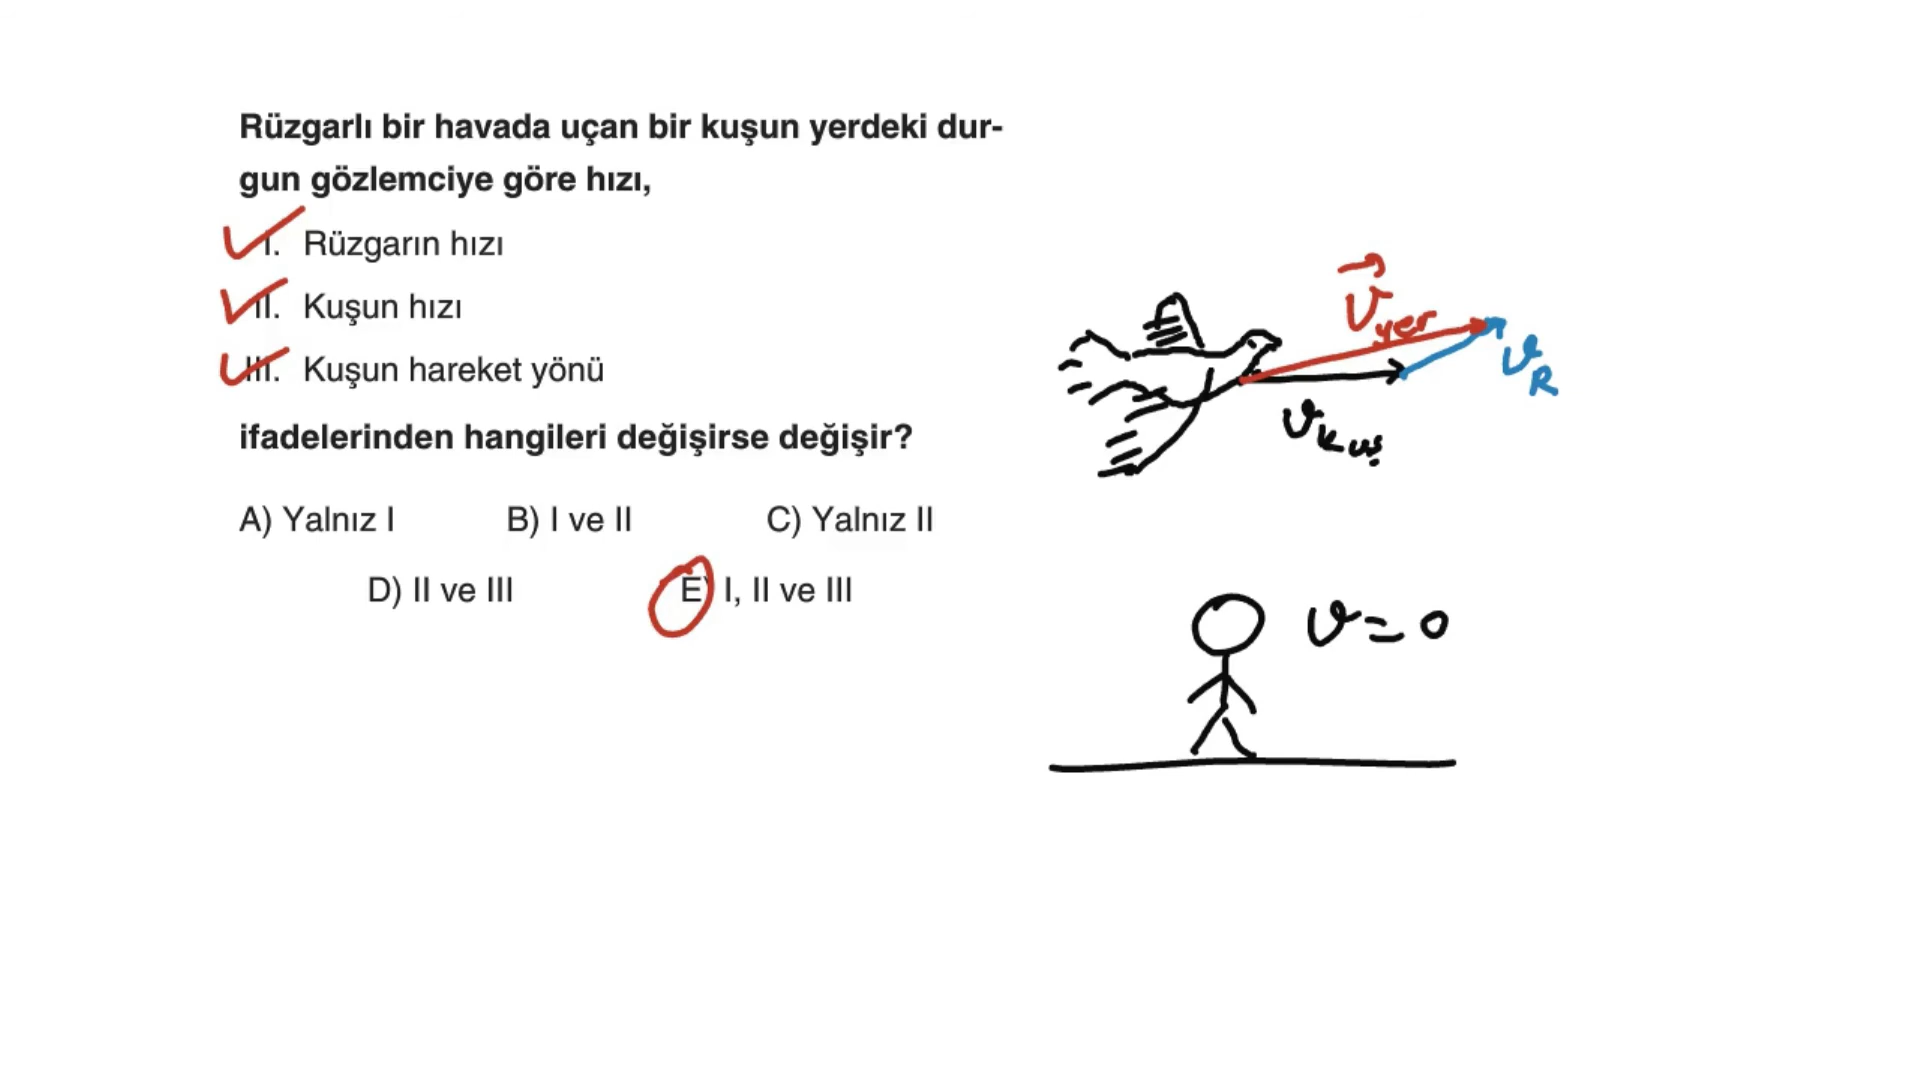 Rüzgarlı bir havada uçan bir kuşun yerdeki dur-
gun gözlemciye göre hızı,
I. Rüzgarın hızı
II. Kuşun hızı
III. Kuşun hareket yönü
ifadelerinden hangileri değişirse değişir?
A) Yalnız I B) I ve II C) Yalnız II
D) II ve III E) I, II ve III
V yer
V R
V kuş
V = 0